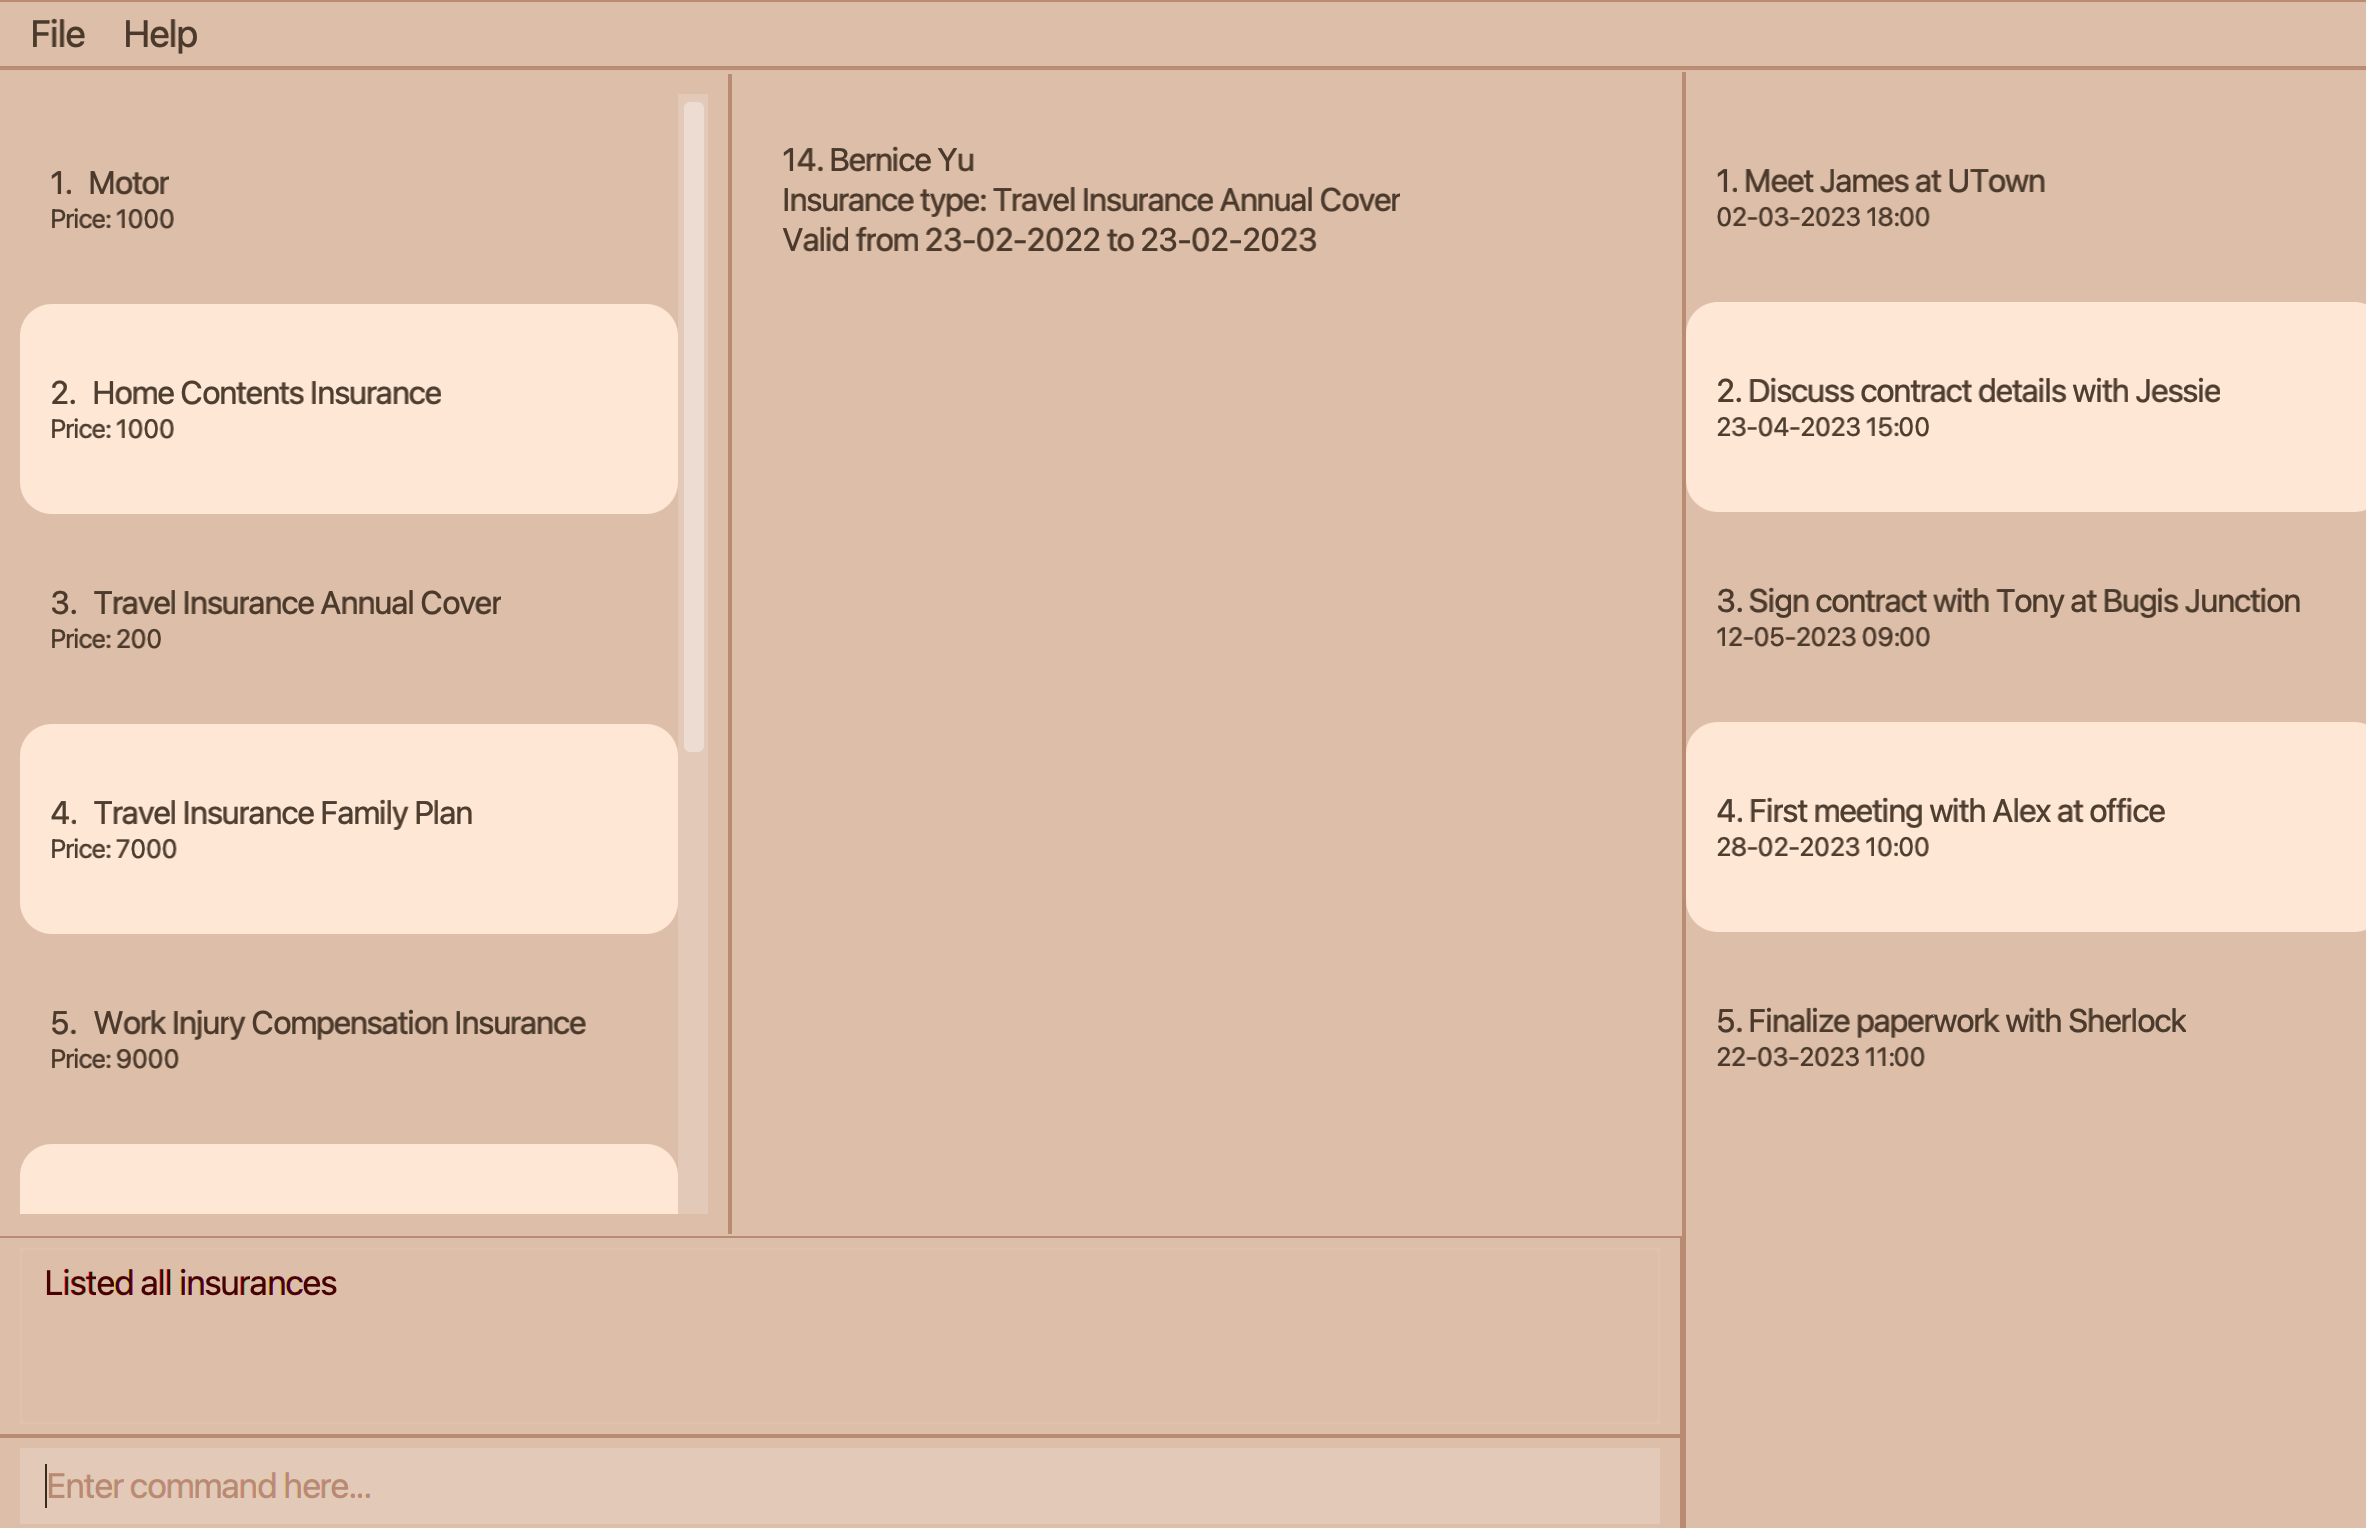 File Help
1. Motor
Price: 1000
2. Home Contents Insurance
Price: 1000
3. Travel Insurance Annual Cover
Price: 200
4. Travel Insurance Family Plan
Price: 7000
5. Work Injury Compensation Insurance
Price: 9000
14. Bernice Yu
Insurance type: Travel Insurance Annual Cover
Valid from 23-02-2022 to 23-02-2023
1. Meet James at UTown
02-03-2023 18:00
2. Discuss contract details with Jessie
23-04-2023 15:00
3. Sign contract with Tony at Bugis Junction
12-05-2023 09:00
4. First meeting with Alex at office
28-02-2023 10:00
5. Finalize paperwork with Sherlock
22-03-2023 11:00
Listed all insurances
Enter command here...